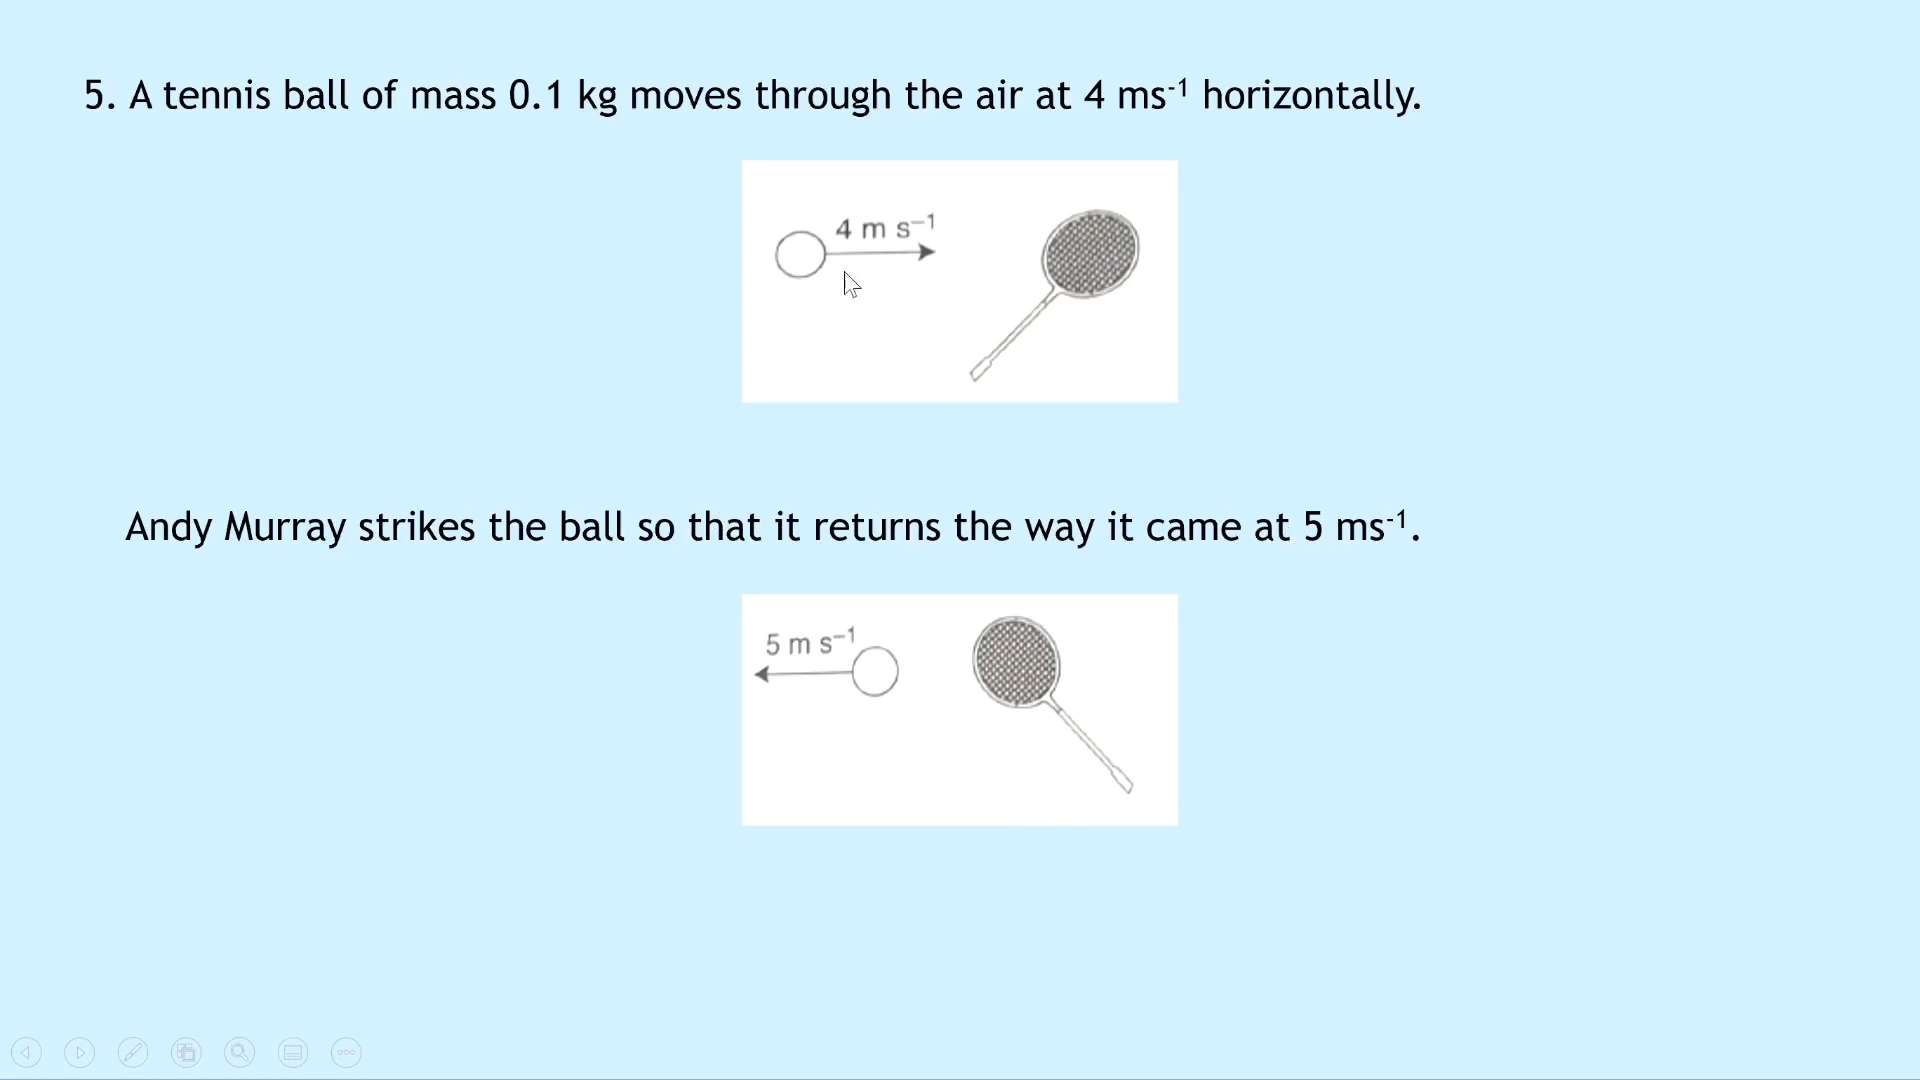 5. A tennis ball of mass 0.1 kg moves through the air at 4 ms⁻¹ horizontally.
4 m s⁻¹
Andy Murray strikes the ball so that it returns the way it came at 5 ms⁻¹.
5 m s⁻¹